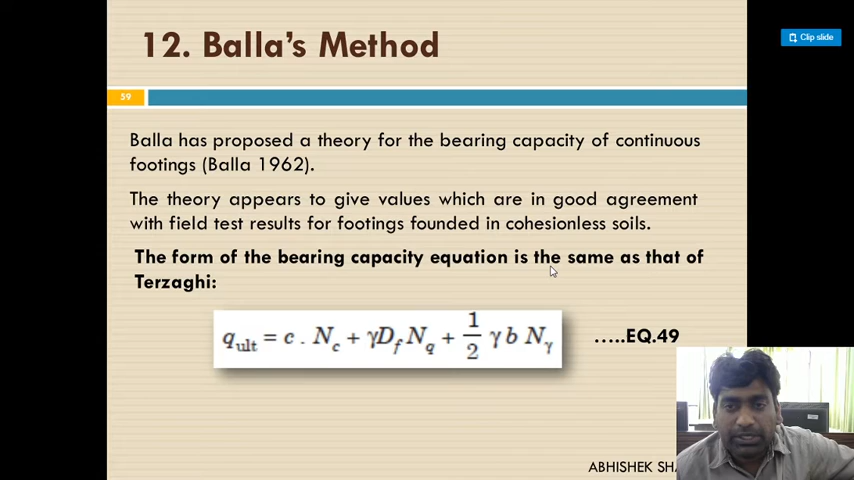 Clip slide
12. Balla's Method
59
Balla has proposed a theory for the bearing capacity of continuous
footings (Balla 1962).
The theory appears to give values which are in good agreement
with field test results for footings founded in cohesionless soils.
The form of the bearing capacity equation is the same as that of
Terzaghi:
q_ult = c . N_c + γD_f N_q + 1/2 γ b N_γ …..EQ.49
ABHISHEK